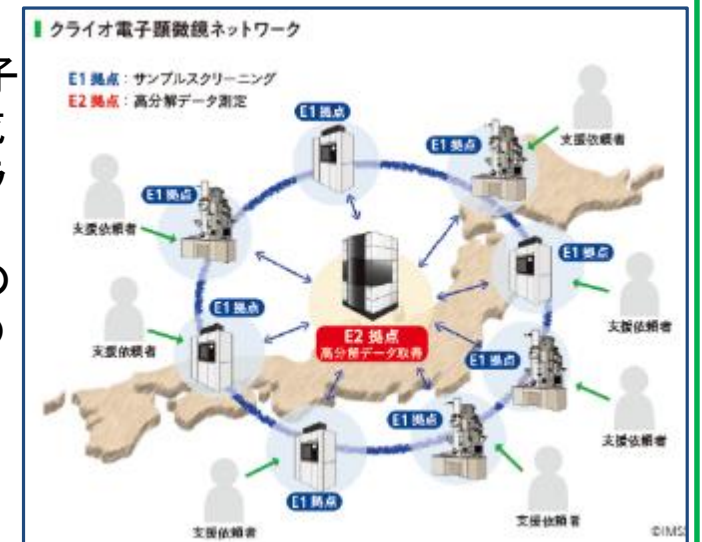 クライオ電子顕微鏡ネットワーク
E1 拠点：サンプルスクリーニング
E2 拠点：高分解データ測定
E1 拠点
E1 拠点
支援依頼者
E1 拠点
支援依頼者
E1 拠点
E1 拠点
支援依頼者
支援依頼者
E2 拠点
高分解データ取得
E1 拠点
E1 拠点
支援依頼者
E1 拠点
支援依頼者
支援依頼者
©IMS
子
の